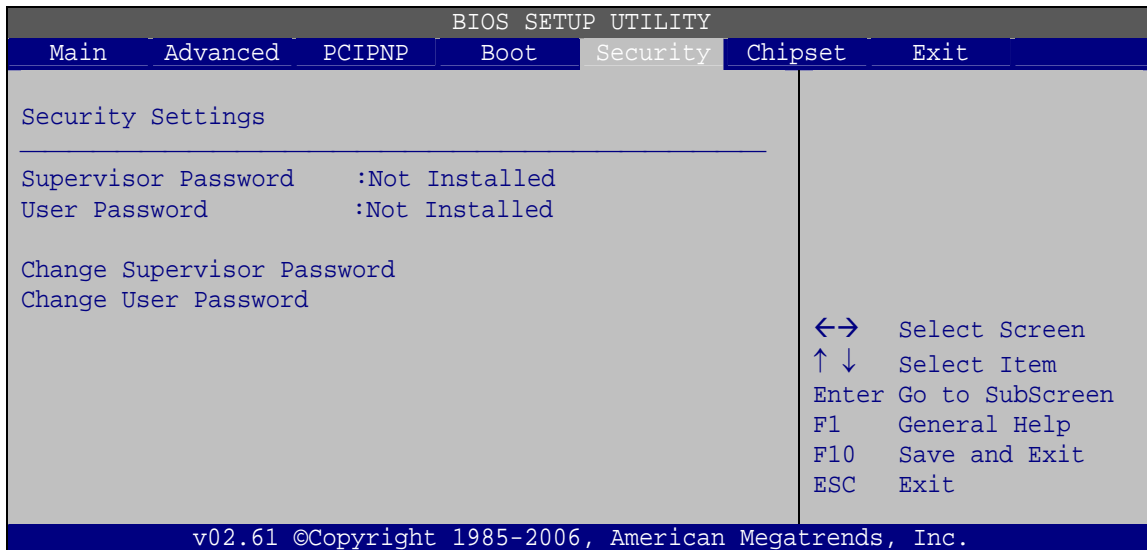 BIOS SETUP UTILITY
Main Advanced PCIPNP Boot Security Chipset Exit
Security Settings
Supervisor Password :Not Installed
User Password :Not Installed
Change Supervisor Password
Change User Password
←→ Select Screen
↑ ↓ Select Item
Enter Go to SubScreen
F1 General Help
F10 Save and Exit
ESC Exit
v02.61 ©Copyright 1985-2006, American Megatrends, Inc.